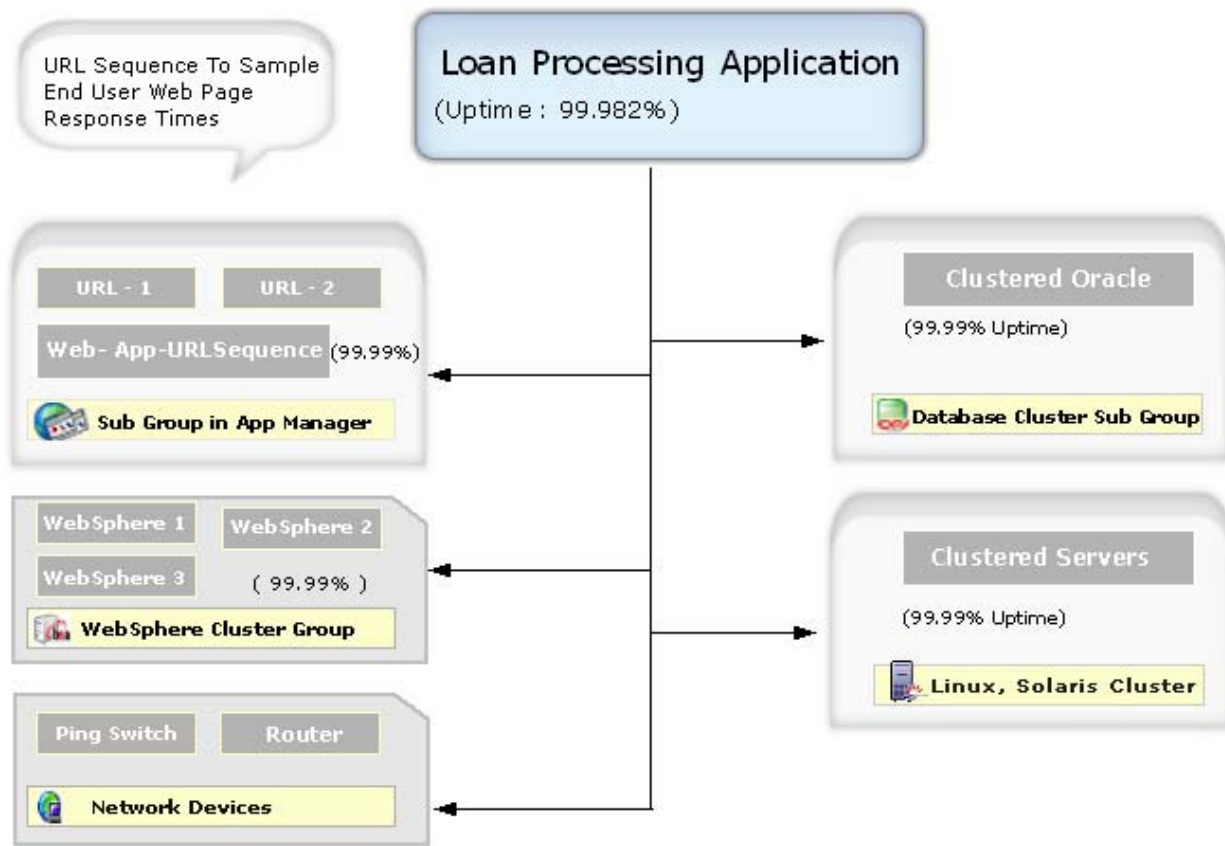 URL Sequence To Sample
End User Web Page
Response Times
Loan Processing Application
(Uptime : 99.982%)
URL - 1
URL - 2
Web- App-URLSequence (99.99%)
Sub Group in App Manager
WebSphere 1
WebSphere 2
WebSphere 3
( 99.99% )
WebSphere Cluster Group
Ping Switch
Router
Network Devices
Clustered Oracle
(99.99% Uptime)
Database Cluster Sub Group
Clustered Servers
(99.99% Uptime)
Linux, Solaris Cluster